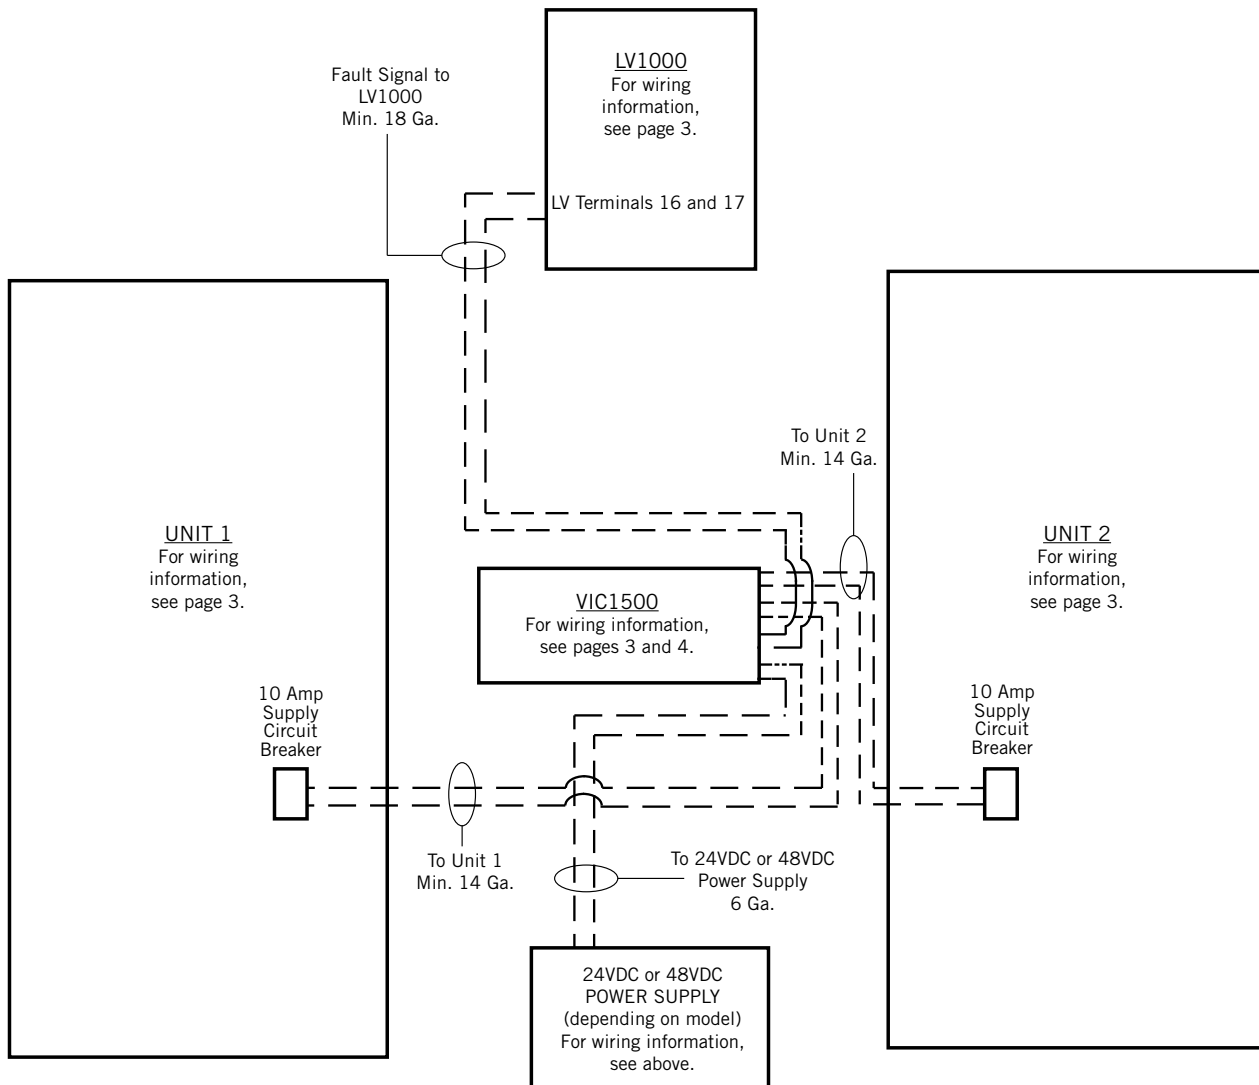 LV1000
For wiring
information,
see page 3.
LV Terminals 16 and 17
Fault Signal to
LV1000
Min. 18 Ga.
To Unit 2
Min. 14 Ga.
UNIT 1
For wiring
information,
see page 3.
VIC1500
For wiring information,
see pages 3 and 4.
UNIT 2
For wiring
information,
see page 3.
10 Amp
Supply
Circuit
Breaker
10 Amp
Supply
Circuit
Breaker
To Unit 1
Min. 14 Ga.
To 24VDC or 48VDC
Power Supply
6 Ga.
24VDC or 48VDC
POWER SUPPLY
(depending on model)
For wiring information,
see above.